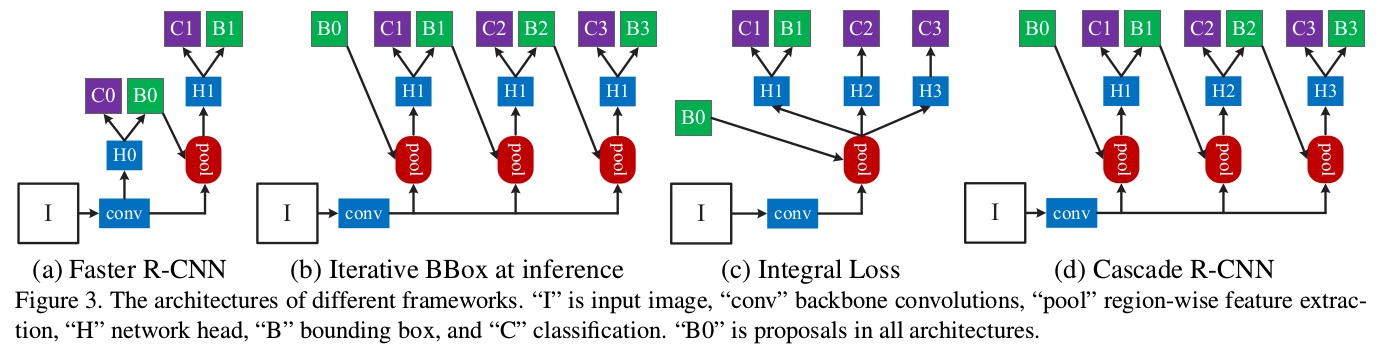 C1 B1 B0 C1 B1 C2 B2 C3 B3 C1 B1 C2 C3 B0 C1 B1 C2 B2 C3 B3
C0 B0 H1 H1 H1 H1 H1 H2 H3 H1 H2 H3
B0
H0 pool pool pool pool pool pool pool pool
I conv I conv I conv I conv
(a) Faster R-CNN (b) Iterative BBox at inference (c) Integral Loss (d) Cascade R-CNN
Figure 3. The architectures of different frameworks. “I” is input image, “conv” backbone convolutions, “pool” region-wise feature extrac-
tion, “H” network head, “B” bounding box, and “C” classification. “B0” is proposals in all architectures.